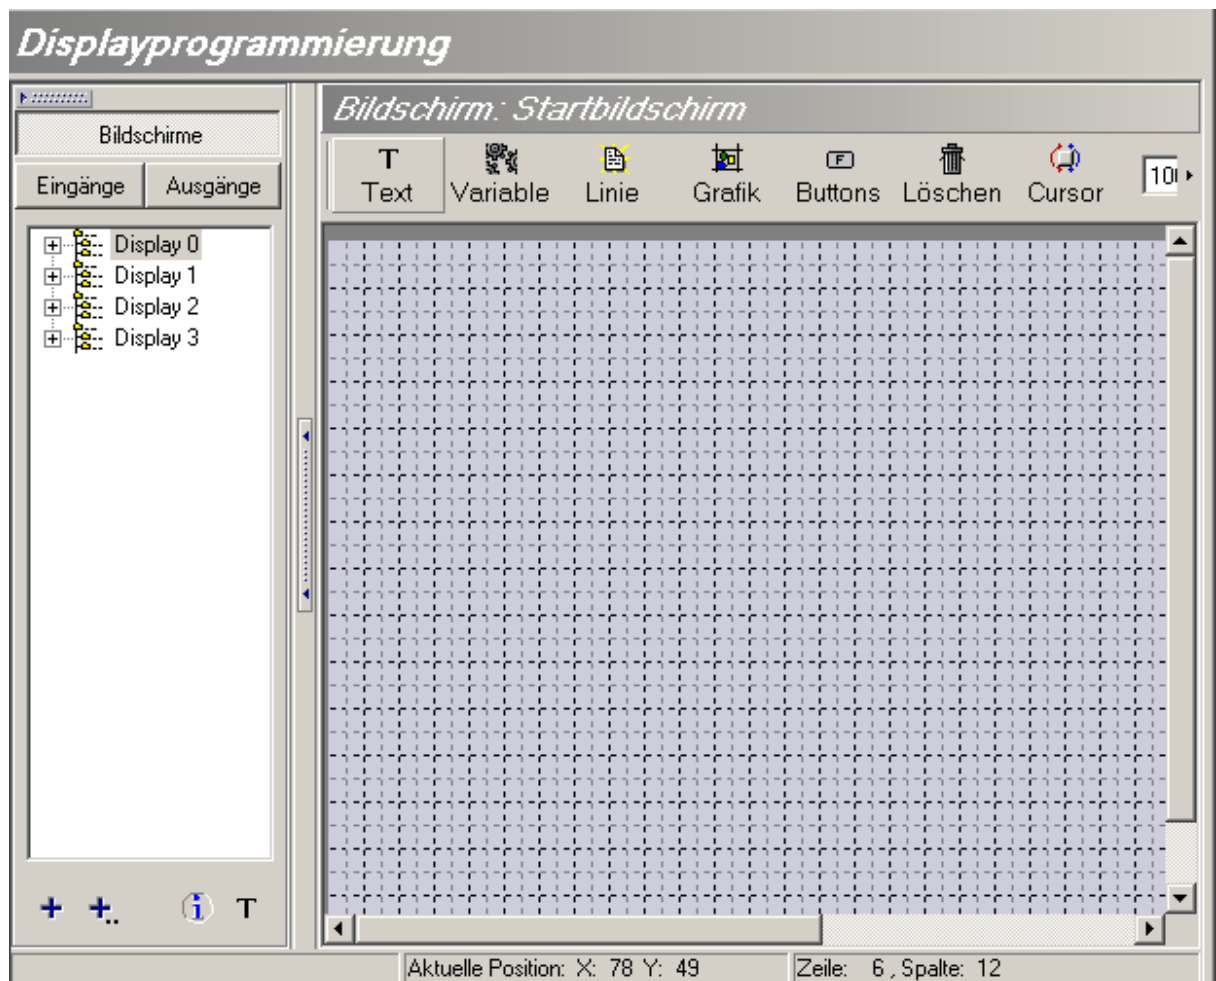 Displayprogrammierung
Bildschirme
Eingänge Ausgänge
Display 0
Display 1
Display 2
Display 3
T
Bildschirm: Startbildschirm
T
Text Variable Linie Grafik Buttons Löschen Cursor
F
Aktuelle Position: X: 78 Y: 49 Zeile: 6 , Spalte: 12